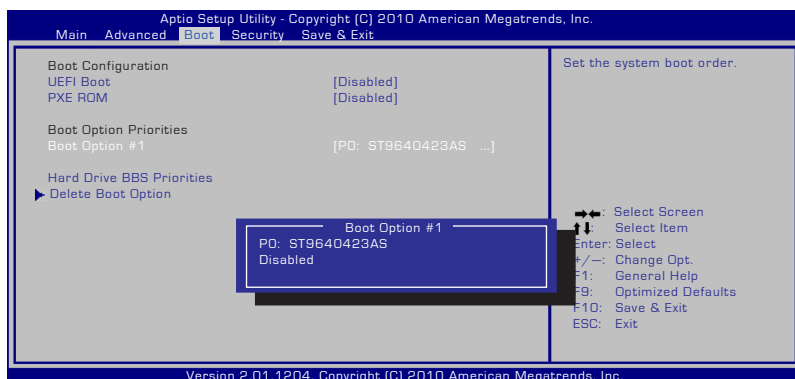 Aptio Setup Utility - Copyright (C) 2010 American Megatrends, Inc.
Main Advanced Boot Security Save & Exit
Boot Configuration
UEFI Boot [Disabled]
PXE ROM [Disabled]
Boot Option Priorities
Boot Option #1 [P0: ST9640423AS ...]
Hard Drive BBS Priorities
Delete Boot Option
Boot Option #1
P0: ST9640423AS
Disabled
Set the system boot order.
→←: Select Screen
↑↓: Select Item
Enter: Select
+/—: Change Opt.
F1: General Help
F9: Optimized Defaults
F10: Save & Exit
ESC: Exit
Version 2.01.1204. Copyright (C) 2010 American Megatrends, Inc.